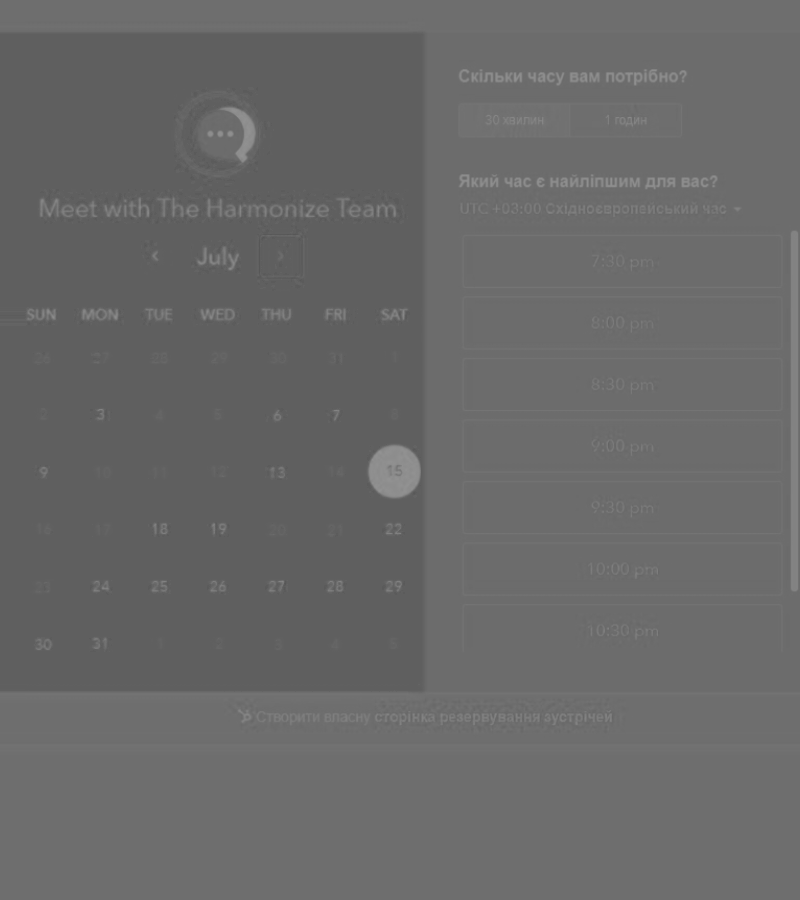 Meet with The Harmonize Team
July
SUN MON TUE WED THU FRI SAT
26 27 28 29 30 31 1
2 3 4 5 6 7 8
9 10 11 12 13 14 15
16 17 18 19 20 21 22
23 24 25 26 27 28 29
30 31 1 2 3 4 5
Скільки часу вам потрібно?
30 хвилин 1 годин
Який час є найліпшим для вас?
UTC +03:00 Східноєвропейський час
7:30 pm
8:00 pm
8:30 pm
9:00 pm
9:30 pm
10:00 pm
10:30 pm
Створити власну сторінка резервування зустрічей